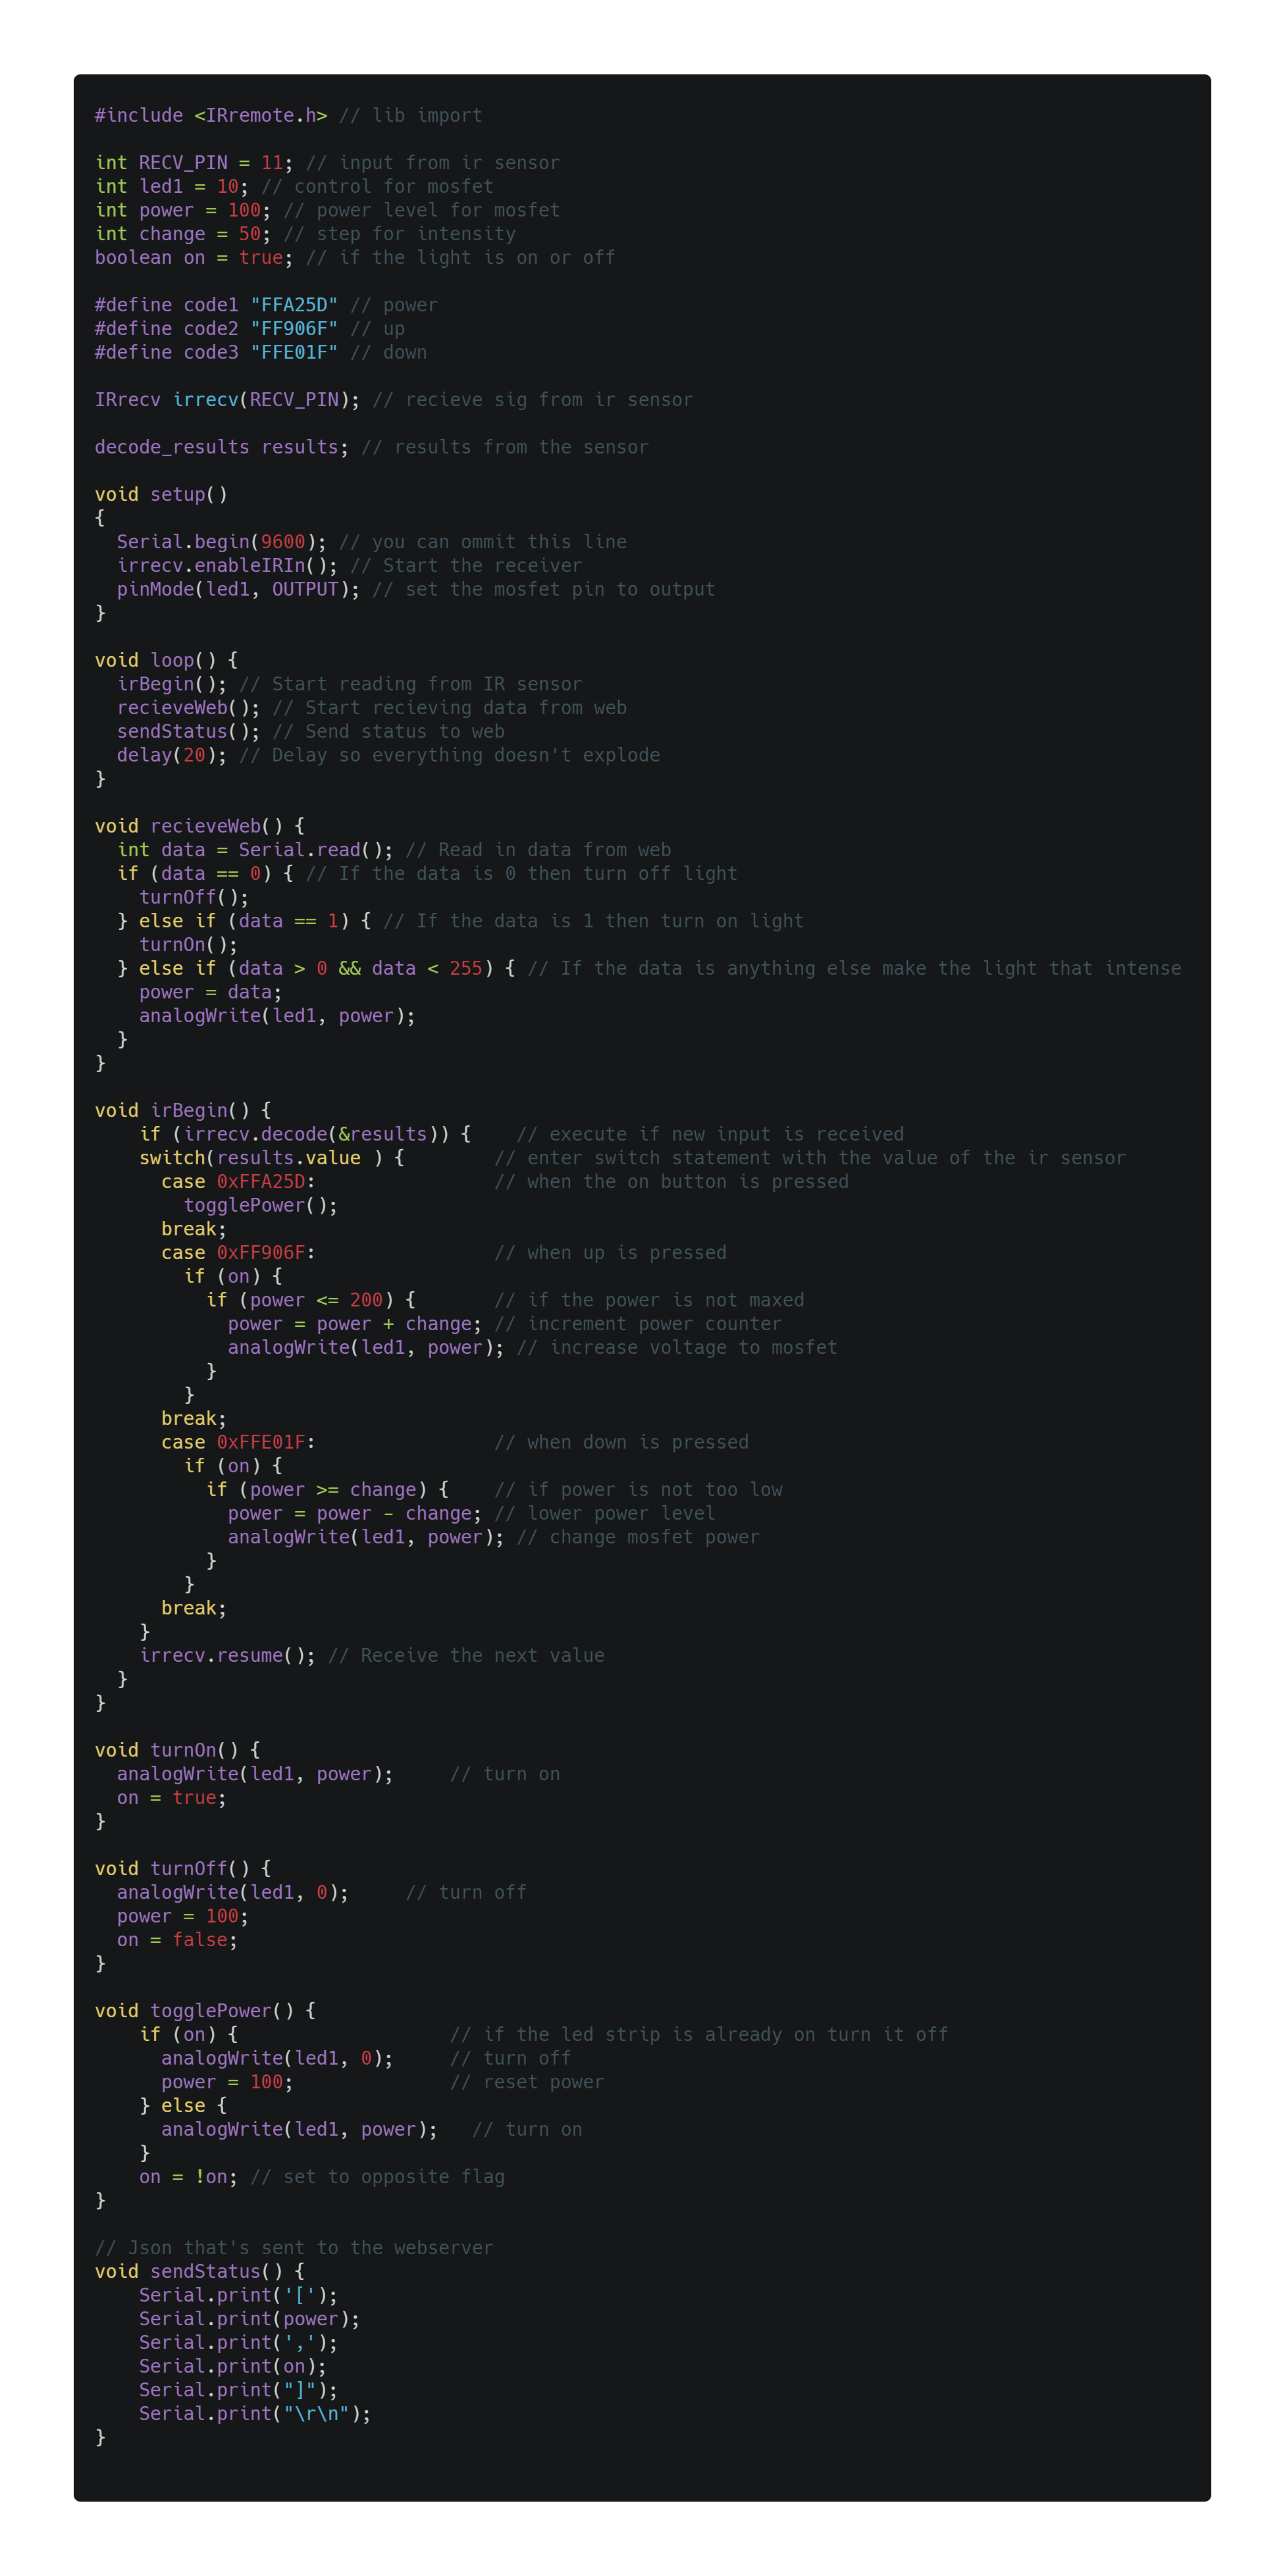 #include <IRremote.h> // lib import
int RECV_PIN = 11; // input from ir sensor
int led1 = 10; // control for mosfet
int power = 100; // power level for mosfet
int change = 50; // step for intensity
boolean on = true; // if the light is on or off
#define code1 "FFA25D" // power
#define code2 "FF906F" // up
#define code3 "FFE01F" // down
IRrecv irrecv(RECV_PIN); // recieve sig from ir sensor
decode_results results; // results from the sensor
void setup()
{
  Serial.begin(9600); // you can ommit this line
  irrecv.enableIRIn(); // Start the receiver
  pinMode(led1, OUTPUT); // set the mosfet pin to output
}
void loop() {
  irBegin(); // Start reading from IR sensor
  recieveWeb(); // Start recieving data from web
  sendStatus(); // Send status to web
  delay(20); // Delay so everything doesn't explode
}
void recieveWeb() {
  int data = Serial.read(); // Read in data from web
  if (data == 0) { // If the data is 0 then turn off light
    turnOff();
  } else if (data == 1) { // If the data is 1 then turn on light
    turnOn();
  } else if (data > 0 && data < 255) { // If the data is anything else make the light that intense
    power = data;
    analogWrite(led1, power);
  }
}
void irBegin() {
    if (irrecv.decode(&results)) {    // execute if new input is received
    switch(results.value ) {        // enter switch statement with the value of the ir sensor
      case 0xFFA25D:                // when the on button is pressed
        togglePower();
      break;
      case 0xFF906F:                // when up is pressed
        if (on) {
          if (power <= 200) {       // if the power is not maxed
            power = power + change; // increment power counter
            analogWrite(led1, power); // increase voltage to mosfet
          }
        }
      break;
      case 0xFFE01F:                // when down is pressed
        if (on) {
          if (power >= change) {    // if power is not too low
            power = power - change; // lower power level
            analogWrite(led1, power); // change mosfet power
          }
        }
      break;
    }
    irrecv.resume(); // Receive the next value
  }
}
void turnOn() {
  analogWrite(led1, power);     // turn on
  on = true;
}
void turnOff() {
  analogWrite(led1, 0);     // turn off
  power = 100;
  on = false;
}
void togglePower() {
    if (on) {                   // if the led strip is already on turn it off
      analogWrite(led1, 0);     // turn off
      power = 100;              // reset power
    } else {
      analogWrite(led1, power);   // turn on
    }
    on = !on; // set to opposite flag
}
// Json that's sent to the webserver
void sendStatus() {
    Serial.print('[');
    Serial.print(power);
    Serial.print(',');
    Serial.print(on);
    Serial.print("]");
    Serial.print("\r\n");
}